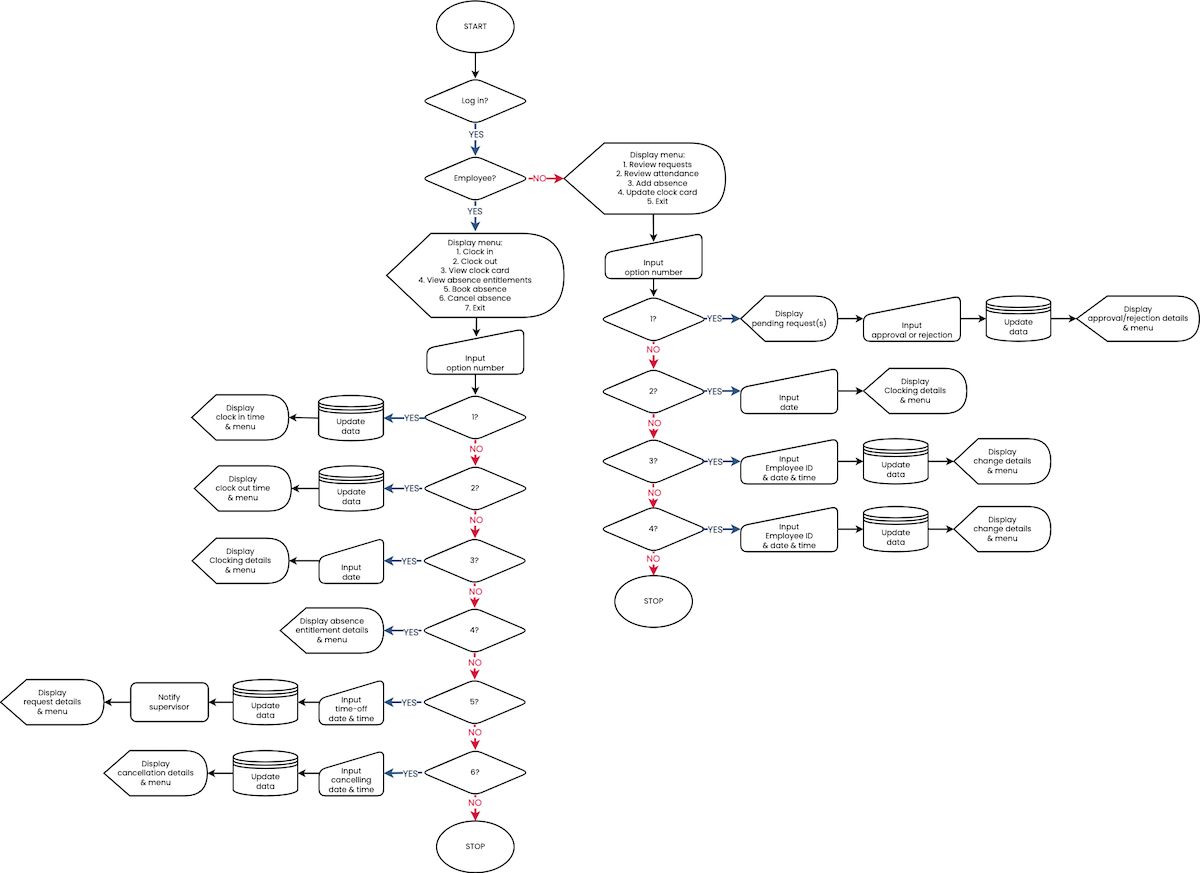 START
Log in?
YES
Employee?
NO
Display menu:
1. Review requests
2. Review attendance
3. Add absence
4. Update clock card
5. Exit
YES
Display menu:
1. Clock in
2. Clock out
3. View clock card
4. View absence entitlements
5. Book absence
6. Cancel absence
7. Exit
Input
option number
Input
option number
1?
YES
Display
pending request(s)
Input
approval or rejection
Update
data
Display
approval/rejection details
& menu
NO
2?
YES
Input
date
Display
Clocking details
& menu
NO
3?
YES
Input
Employee ID
& date & time
Update
data
Display
change details
& menu
NO
4?
YES
Input
Employee ID
& date & time
Update
data
Display
change details
& menu
NO
STOP
1?
YES
Update
data
Display
clock in time
& menu
NO
2?
YES
Update
data
Display
clock out time
& menu
NO
3?
YES
Input
date
Display
Clocking details
& menu
NO
4?
YES
Display absence
entitlement details
& menu
NO
5?
YES
Input
time-off
date & time
Update
data
Notify
supervisor
Display
request details
& menu
NO
6?
YES
Input
cancelling
date & time
Update
data
Display
cancellation details
& menu
NO
STOP